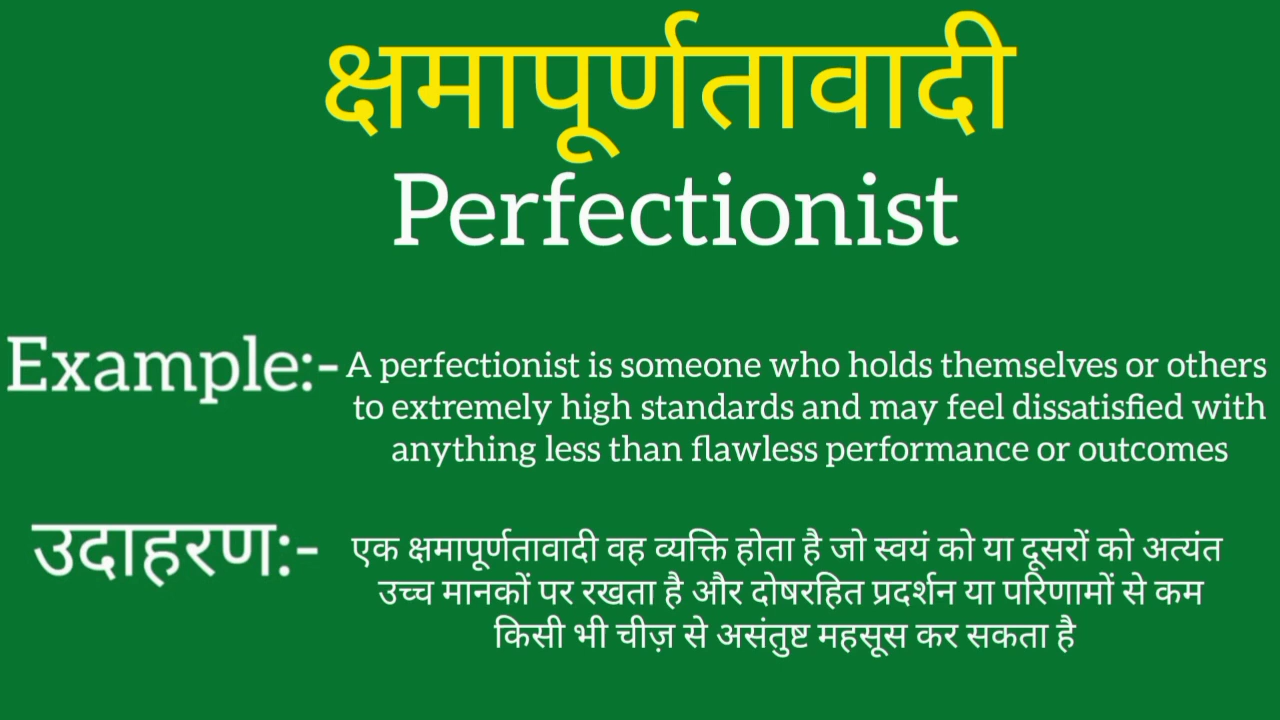 क्षमापूर्णतावादी
Perfectionist
Example:- A perfectionist is someone who holds themselves or others
to extremely high standards and may feel dissatisfied with
anything less than flawless performance or outcomes
उदाहरण:- एक क्षमापूर्णतावादी वह व्यक्ति होता है जो स्वयं को या दूसरों को अत्यंत
उच्च मानकों पर रखता है और दोषरहित प्रदर्शन या परिणामों से कम
किसी भी चीज़ से असंतुष्ट महसूस कर सकता है